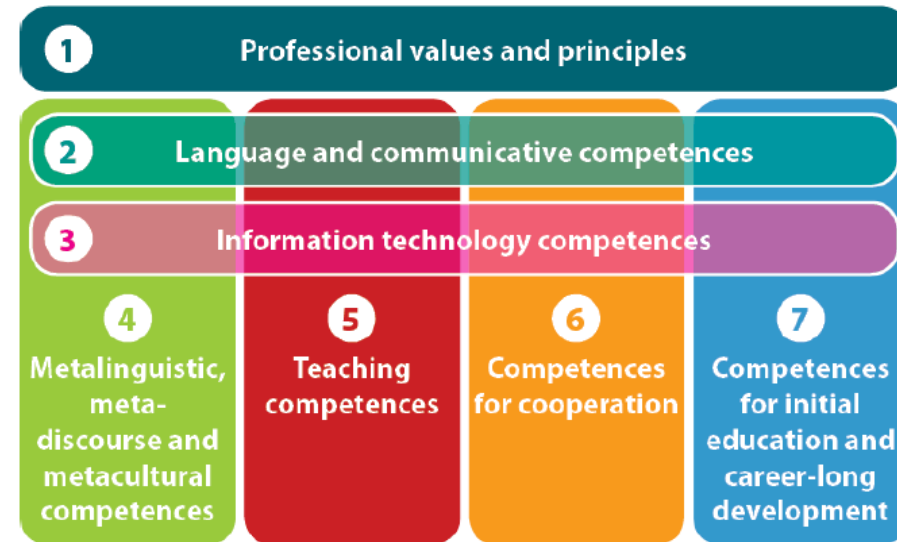 1 Professional values and principles
2 Language and communicative competences
3 Information technology competences
4
Metalinguistic,
meta-
discourse and
metacultural
competences
5
Teaching
competences
6
Competences
for cooperation
7
Competences
for initial
education and
career-long
development